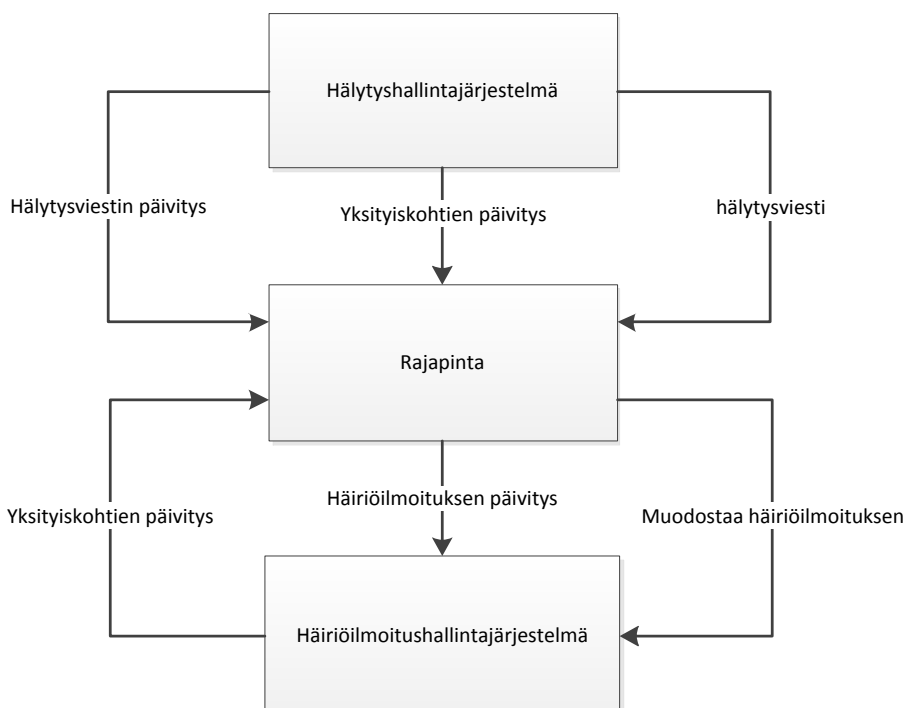 Hälytyshallintajärjestelmä
Hälytysviestin päivitys
Yksityiskohtien päivitys
hälytysviesti
Rajapinta
Häiriöilmoituksen päivitys
Yksityiskohtien päivitys
Muodostaa häiriöilmoituksen
Häiriöilmoitushallintajärjestelmä